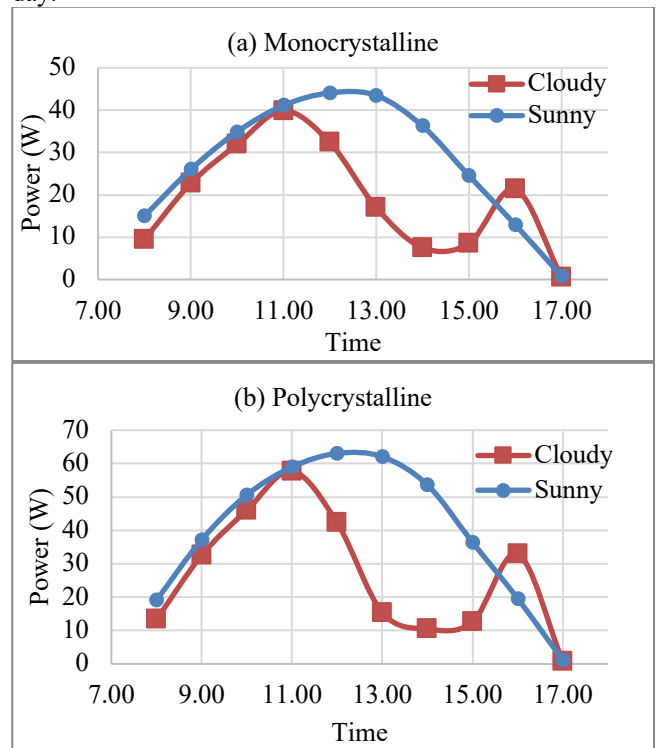 day.
(a) Monocrystalline
50
Cloudy
40
Sunny
30
20
10
0
Power (W)
7.00 9.00 11.00 13.00 15.00 17.00
Time
(b) Polycrystalline
70
60
Cloudy
50
Sunny
40
30
20
10
0
Power (W)
7.00 9.00 11.00 13.00 15.00 17.00
Time